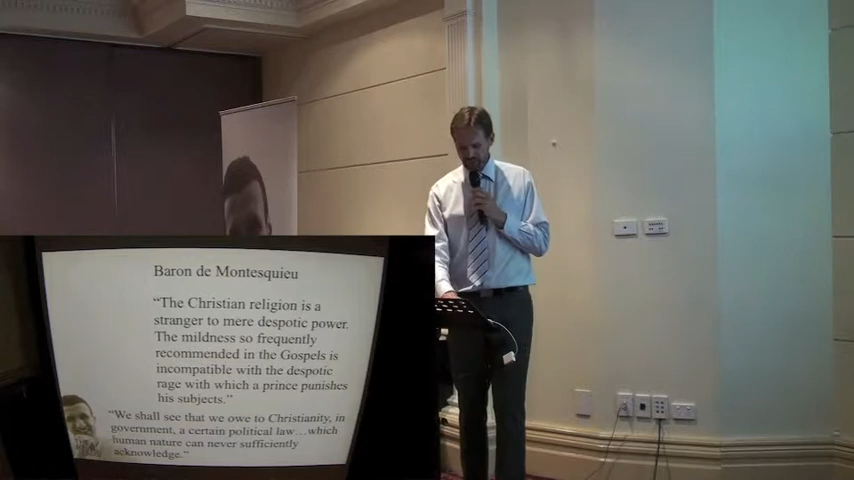 Baron de Montesquieu
“The Christian religion is a
stranger to mere despotic power.
The mildness so frequently
recommended in the Gospels is
incompatible with the despotic
rage with which a prince punishes
his subjects.”
“We shall see that we owe to Christianity, in
government, a certain political law…which
human nature can never sufficiently
acknowledge.”